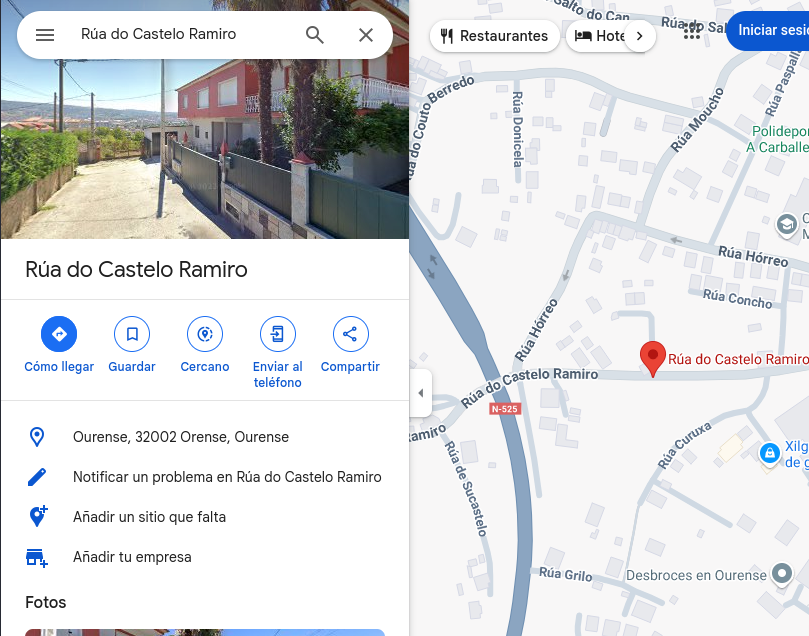 Rúa do Castelo Ramiro
Rúa do Castelo Ramiro
Cómo llegar
Guardar
Cercano
Enviar al
teléfono
Compartir
Ourense, 32002 Orense, Ourense
Notificar un problema en Rúa do Castelo Ramiro
Añadir un sitio que falta
Añadir tu empresa
Fotos
Restaurantes
Hote
Iniciar sesi
Salto do Can
Rúa do Sal
Rúa Paspall
Rúa do Couto Berredo
Rúa Donicela
Rúa Moucho
Polidepor
A Carballe
Rúa Hórreo
Rúa Concho
Rúa Hórreo
Rúa do Castelo Ramiro
Rúa do Castelo Ramiro
N-525
Ramiro
Rúa de Sucastelo
Rúa Curuxa
Xilg
de g
Rúa Grilo
Desbroces en Ourense